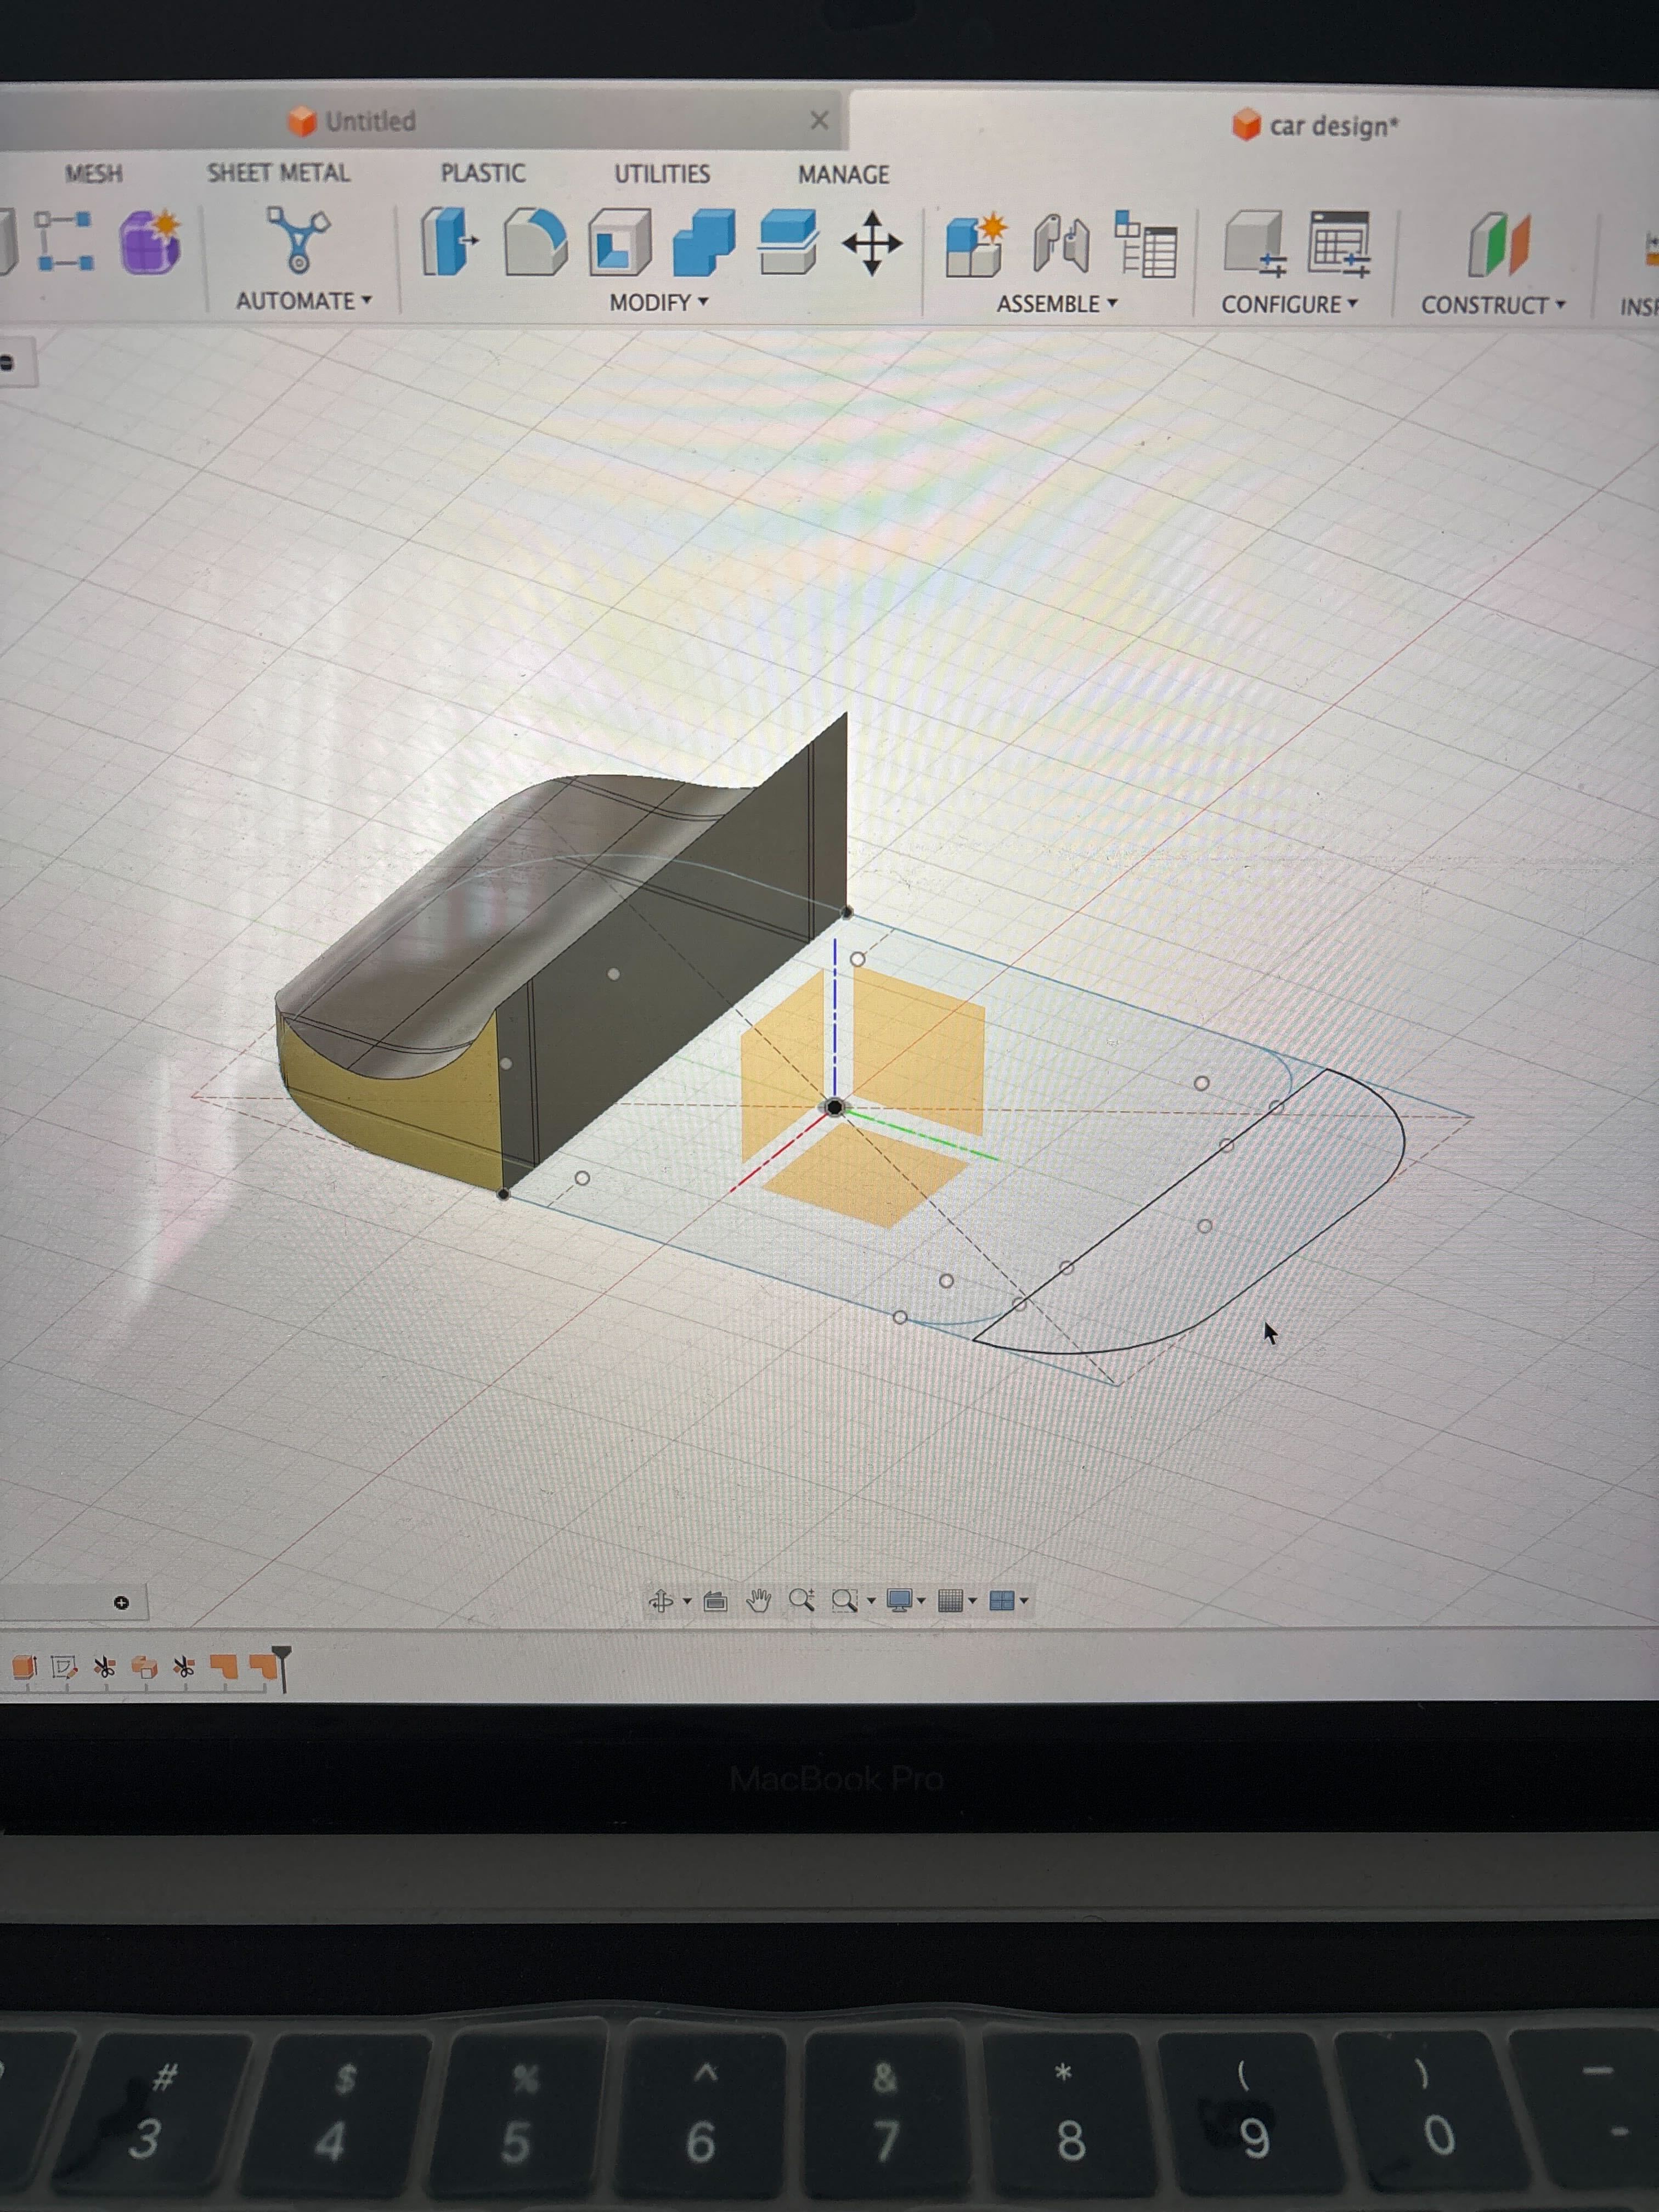 Untitled
car design*
MESH SHEET METAL PLASTIC UTILITIES MANAGE
AUTOMATE MODIFY ASSEMBLE CONFIGURE CONSTRUCT
MacBook Pro
# $ % ^ & * ( ) —
3 4 5 6 7 8 9 0 -